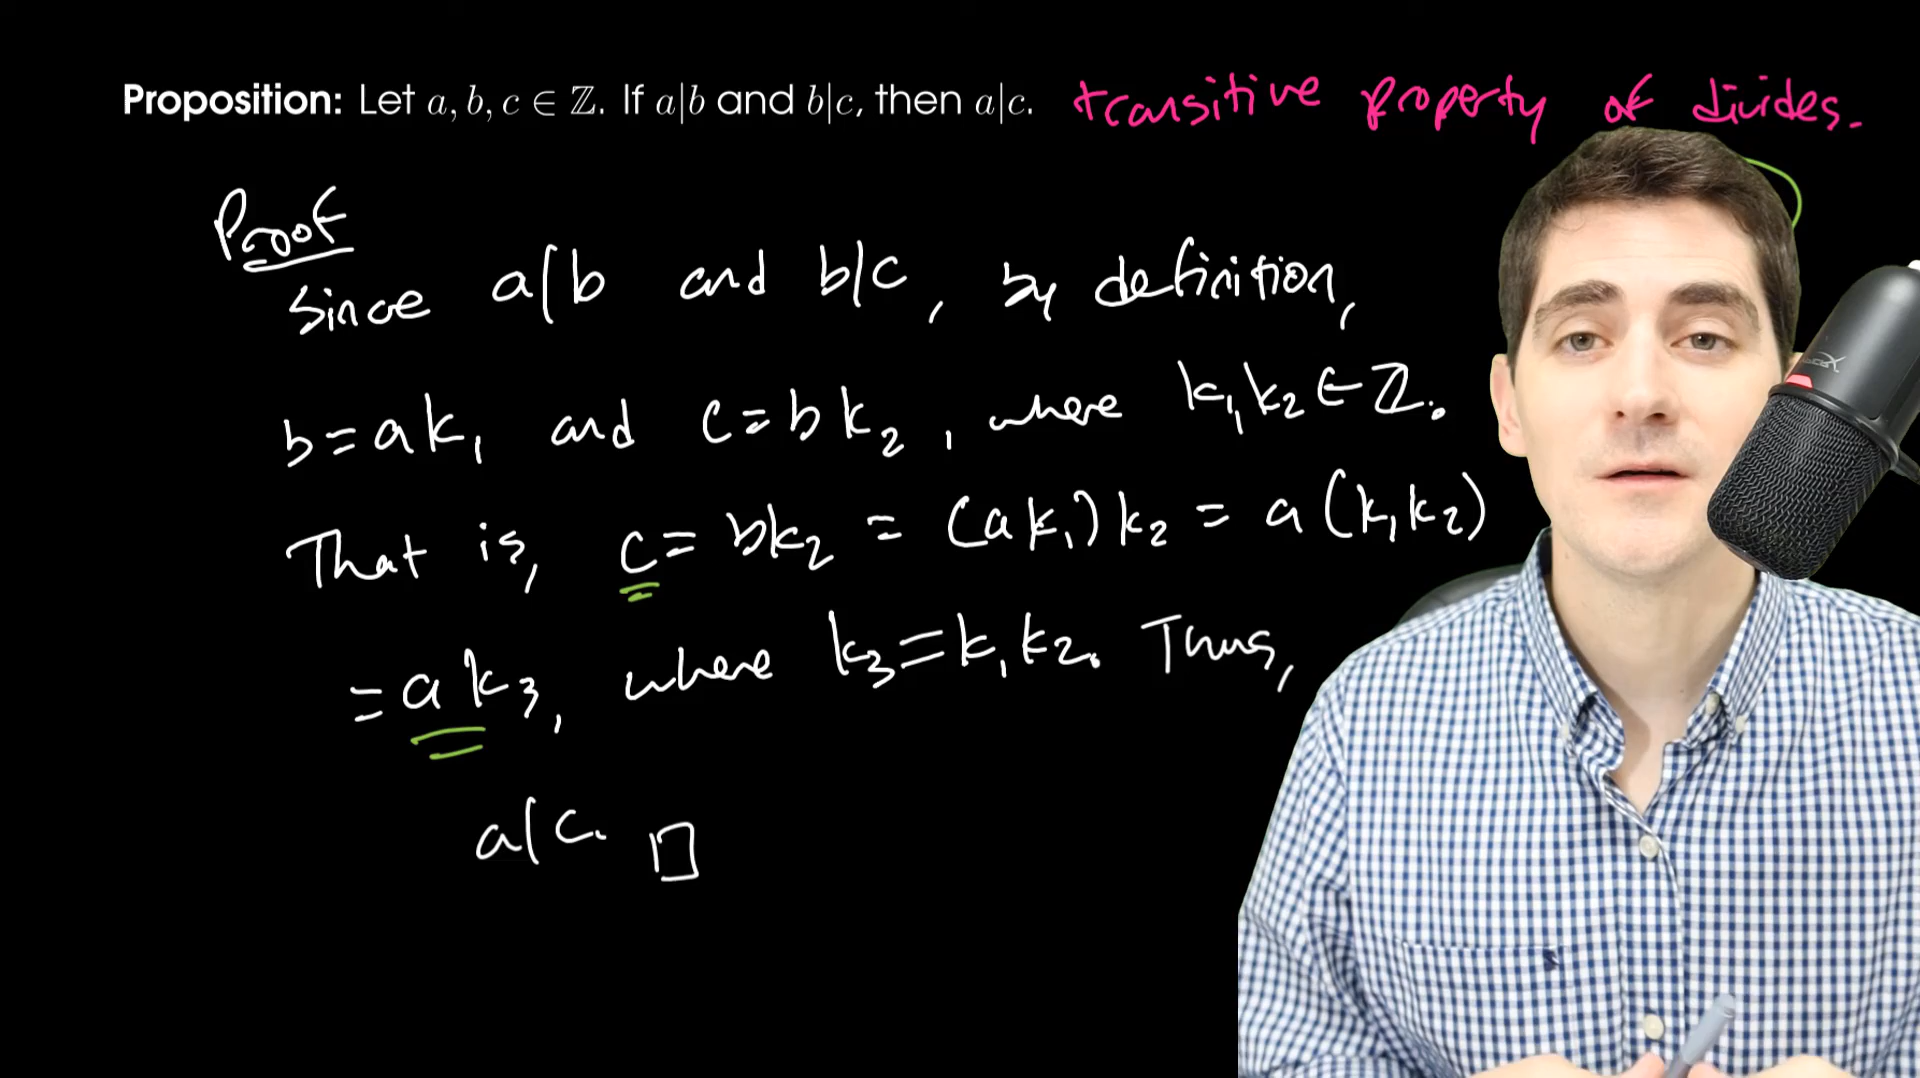 Proposition: Let a, b, c ∈ ℤ. If a|b and b|c, then a|c. transitive property of divides.
Proof
Since a|b and b|c, by definition,
b=ak₁ and c=bk₂, where k₁,k₂∈ℤ.
That is, c= bk₂ = (ak₁)k₂ = a(k₁k₂)
=ak₃, where k₃=k₁k₂. Thus,
a|c. □